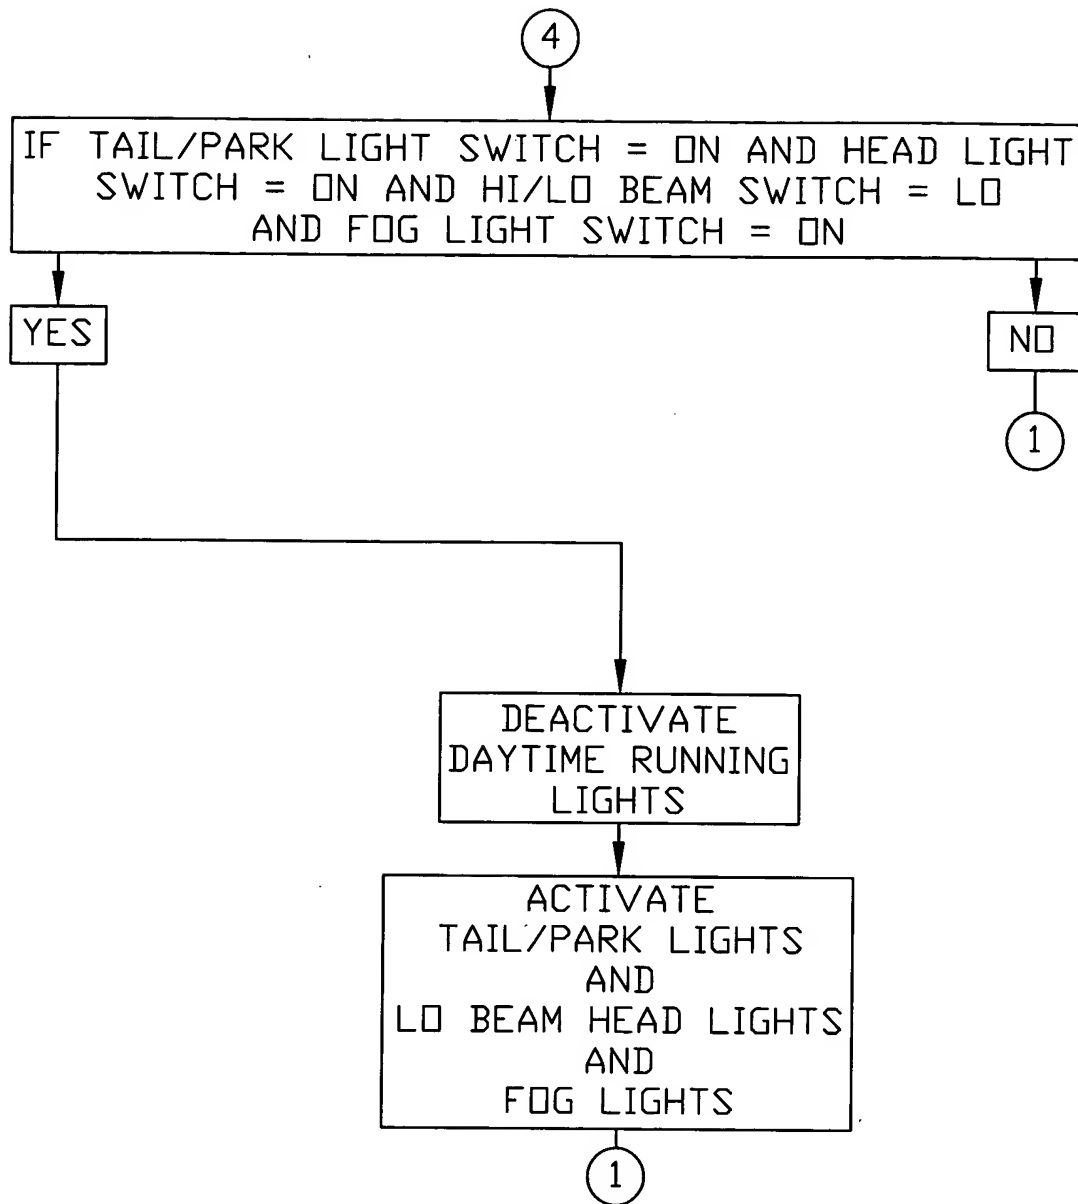 4
IF TAIL/PARK LIGHT SWITCH = ON AND HEAD LIGHT
SWITCH = ON AND HI/LO BEAM SWITCH = LO
AND FOG LIGHT SWITCH = ON
YES
NO
1
DEACTIVATE
DAYTIME RUNNING
LIGHTS
ACTIVATE
TAIL/PARK LIGHTS
AND
LO BEAM HEAD LIGHTS
AND
FOG LIGHTS
1